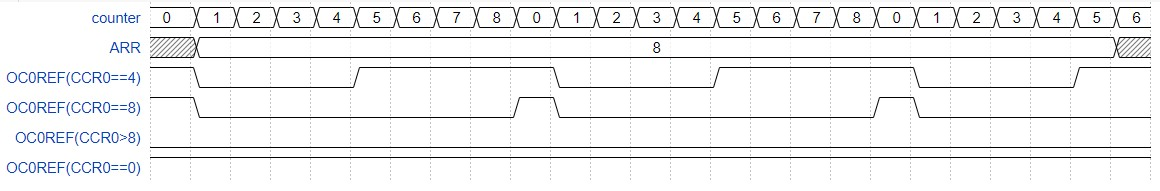 counter 0 1 2 3 4 5 6 7 8 0 1 2 3 4 5 6 7 8 0 1 2 3 4 5 6
ARR 8
OC0REF(CCR0==4)
OC0REF(CCR0==8)
OC0REF(CCR0>8)
OC0REF(CCR0==0)